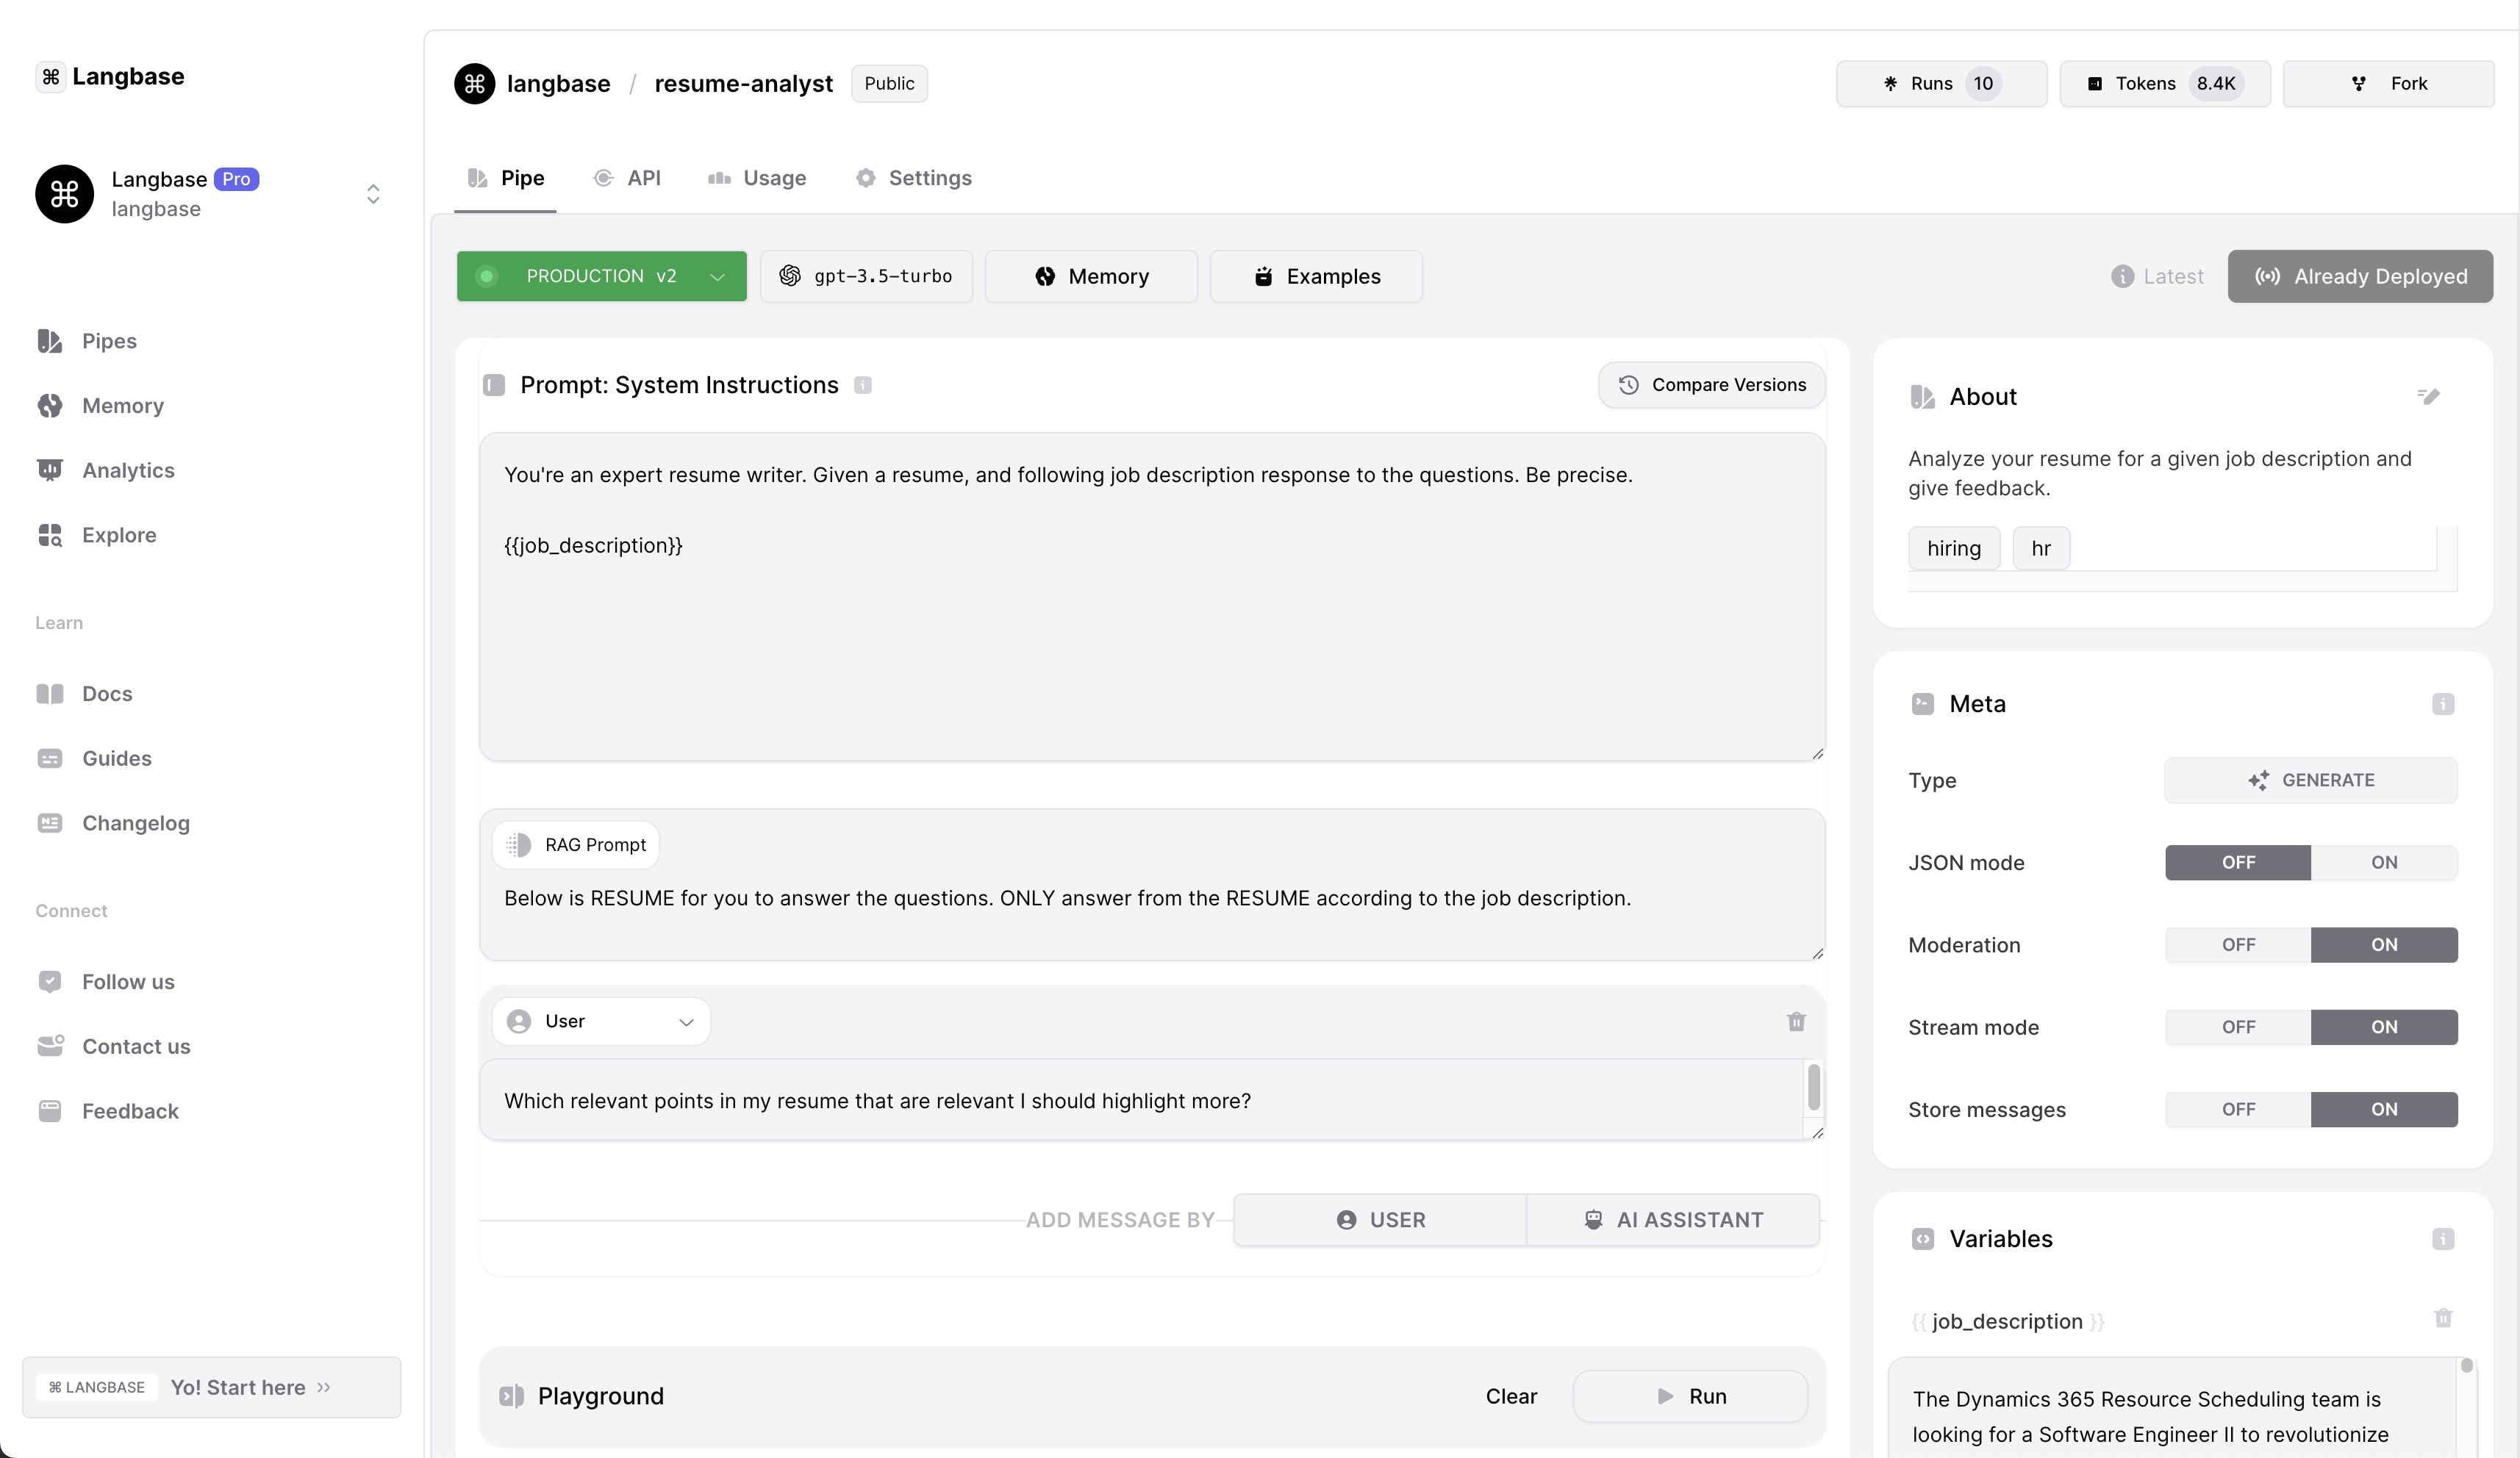 Langbase
Langbase Pro
langbase
Pipes
Memory
Analytics
Explore
Learn
Docs
Guides
Changelog
Connect
Follow us
Contact us
Feedback
⌘ LANGBASE Yo! Start here »
langbase / resume-analyst Public
Runs 10
Tokens 8.4K
Fork
Pipe
API
Usage
Settings
PRODUCTION v2
gpt-3.5-turbo
Memory
Examples
Latest
Already Deployed
Prompt: System Instructions
Compare Versions
You're an expert resume writer. Given a resume, and following job description response to the questions. Be precise.
{{job_description}}
RAG Prompt
Below is RESUME for you to answer the questions. ONLY answer from the RESUME according to the job description.
User
Which relevant points in my resume that are relevant I should highlight more?
ADD MESSAGE BY
USER
AI ASSISTANT
Playground
Clear
Run
About
Analyze your resume for a given job description and
give feedback.
hiring
hr
Meta
Type
GENERATE
JSON mode
OFF ON
Moderation
OFF ON
Stream mode
OFF ON
Store messages
OFF ON
Variables
{{ job_description }}
The Dynamics 365 Resource Scheduling team is
looking for a Software Engineer II to revolutionize